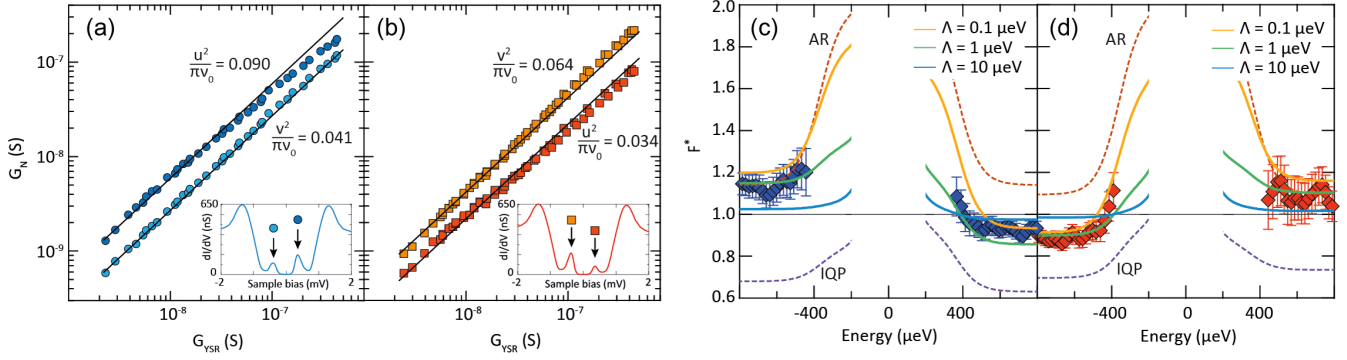 (a)
u²/πν₀ = 0.090
v²/πν₀ = 0.041
10⁻⁷
10⁻⁸
10⁻⁹
G_N (S)
650
0
dI/dV (nS)
-2
2
Sample bias (mV)
10⁻⁸
10⁻⁷
G_YSR (S)
(b)
v²/πν₀ = 0.064
u²/πν₀ = 0.034
650
0
dI/dV (nS)
-2
2
Sample bias (mV)
10⁻⁸
10⁻⁷
G_YSR (S)
(c)
AR
Λ = 0.1 μeV
Λ = 1 μeV
Λ = 10 μeV
IQP
2.0
1.8
1.6
1.4
1.2
1.0
0.8
0.6
F*
-400
0
400
Energy (μeV)
(d)
AR
Λ = 0.1 μeV
Λ = 1 μeV
Λ = 10 μeV
IQP
-400
0
400
Energy (μeV)